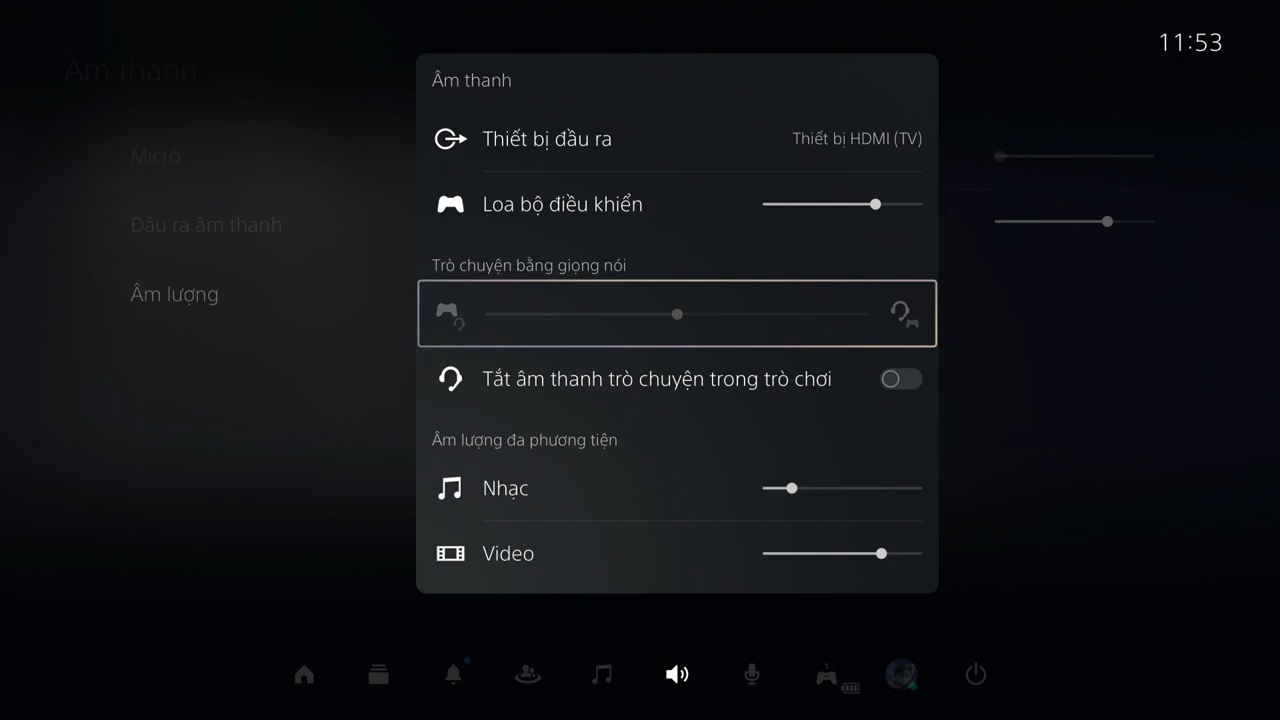 11:53
Âm thanh
Âm thanh
Thiết bị đầu ra
Thiết bị HDMI (TV)
Micrô
Loa bộ điều khiển
Đầu ra âm thanh
Trò chuyện bằng giọng nói
Âm lượng
Tắt âm thanh trò chuyện trong trò chơi
Âm lượng đa phương tiện
Nhạc
Video